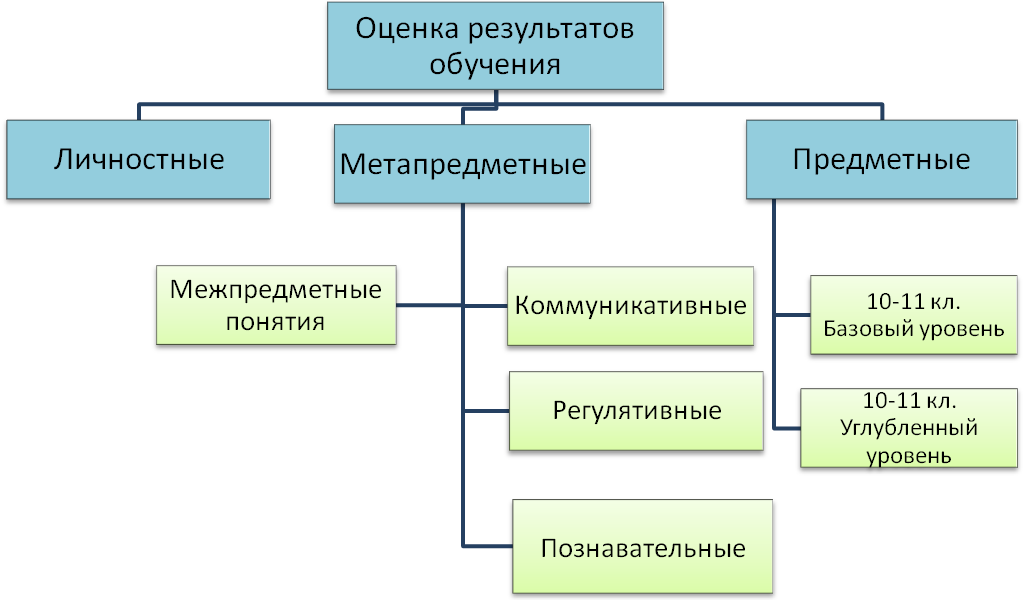 Оценка результатов
обучения
Личностные
Метапредметные
Предметные
Межпредметные
понятия
Коммуникативные
Регулятивные
Познавательные
10-11 кл.
Базовый уровень
10-11 кл.
Углубленный
уровень